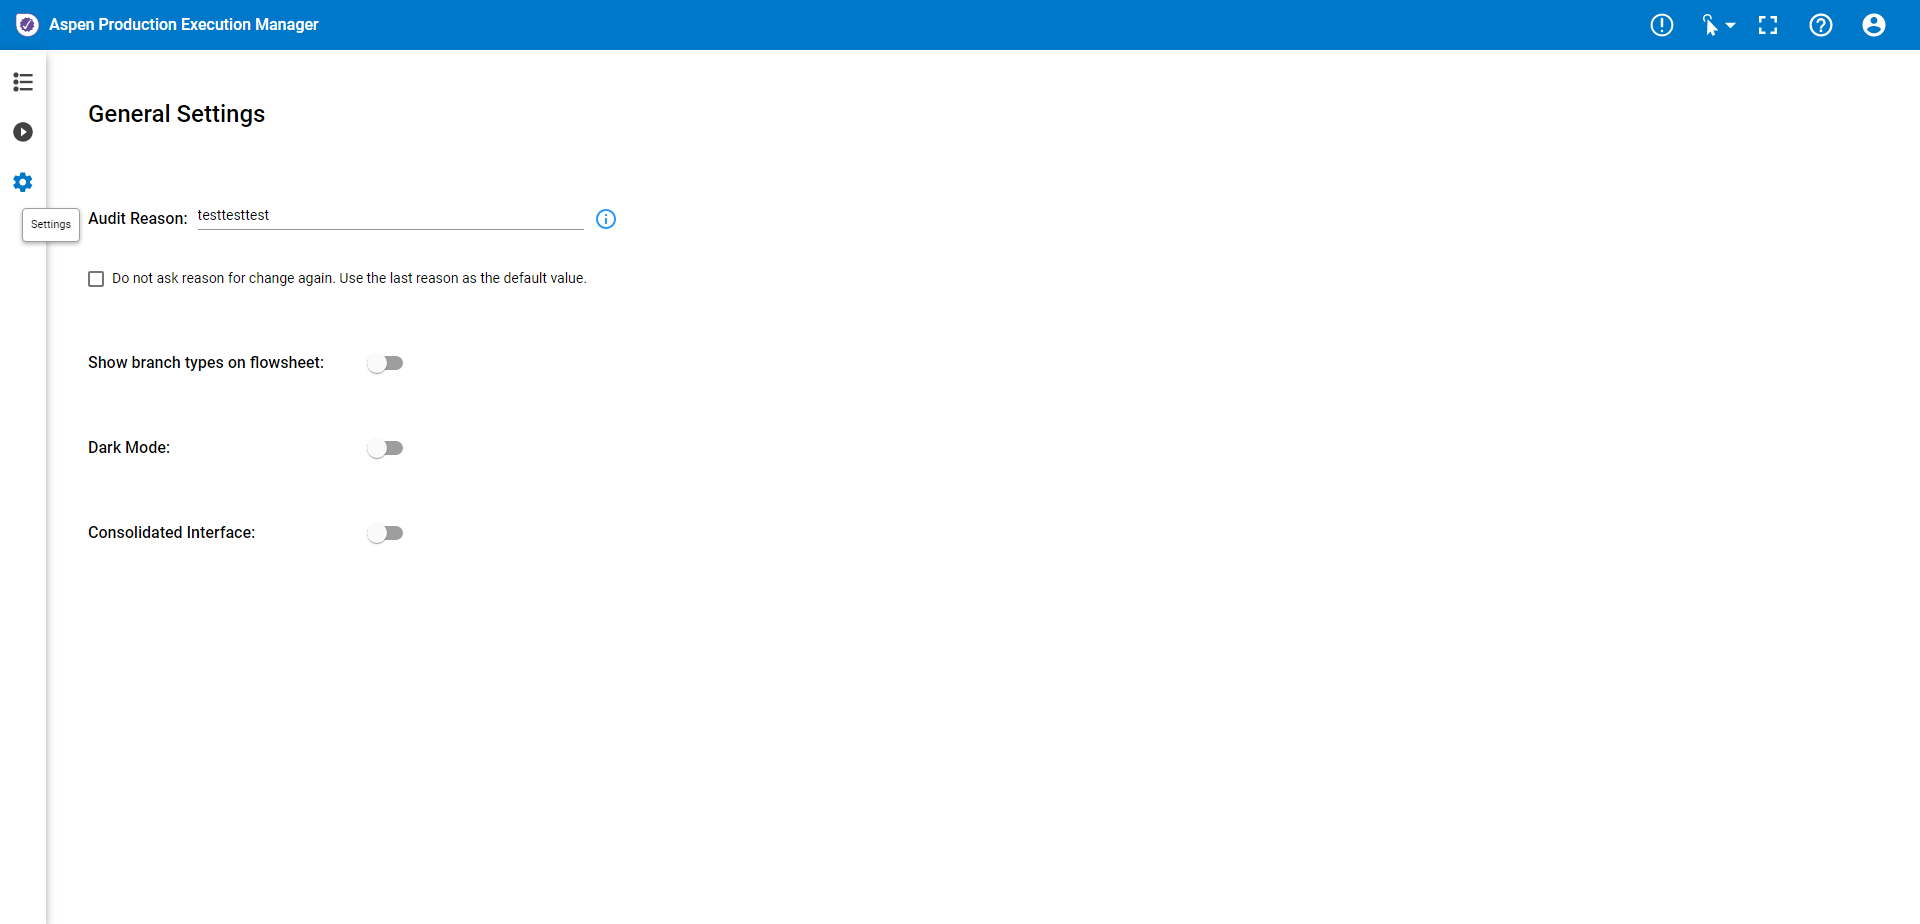 Aspen Production Execution Manager
General Settings
Audit Reason: testtesttest
Settings
Do not ask reason for change again. Use the last reason as the default value.
Show branch types on flowsheet:
Dark Mode:
Consolidated Interface: